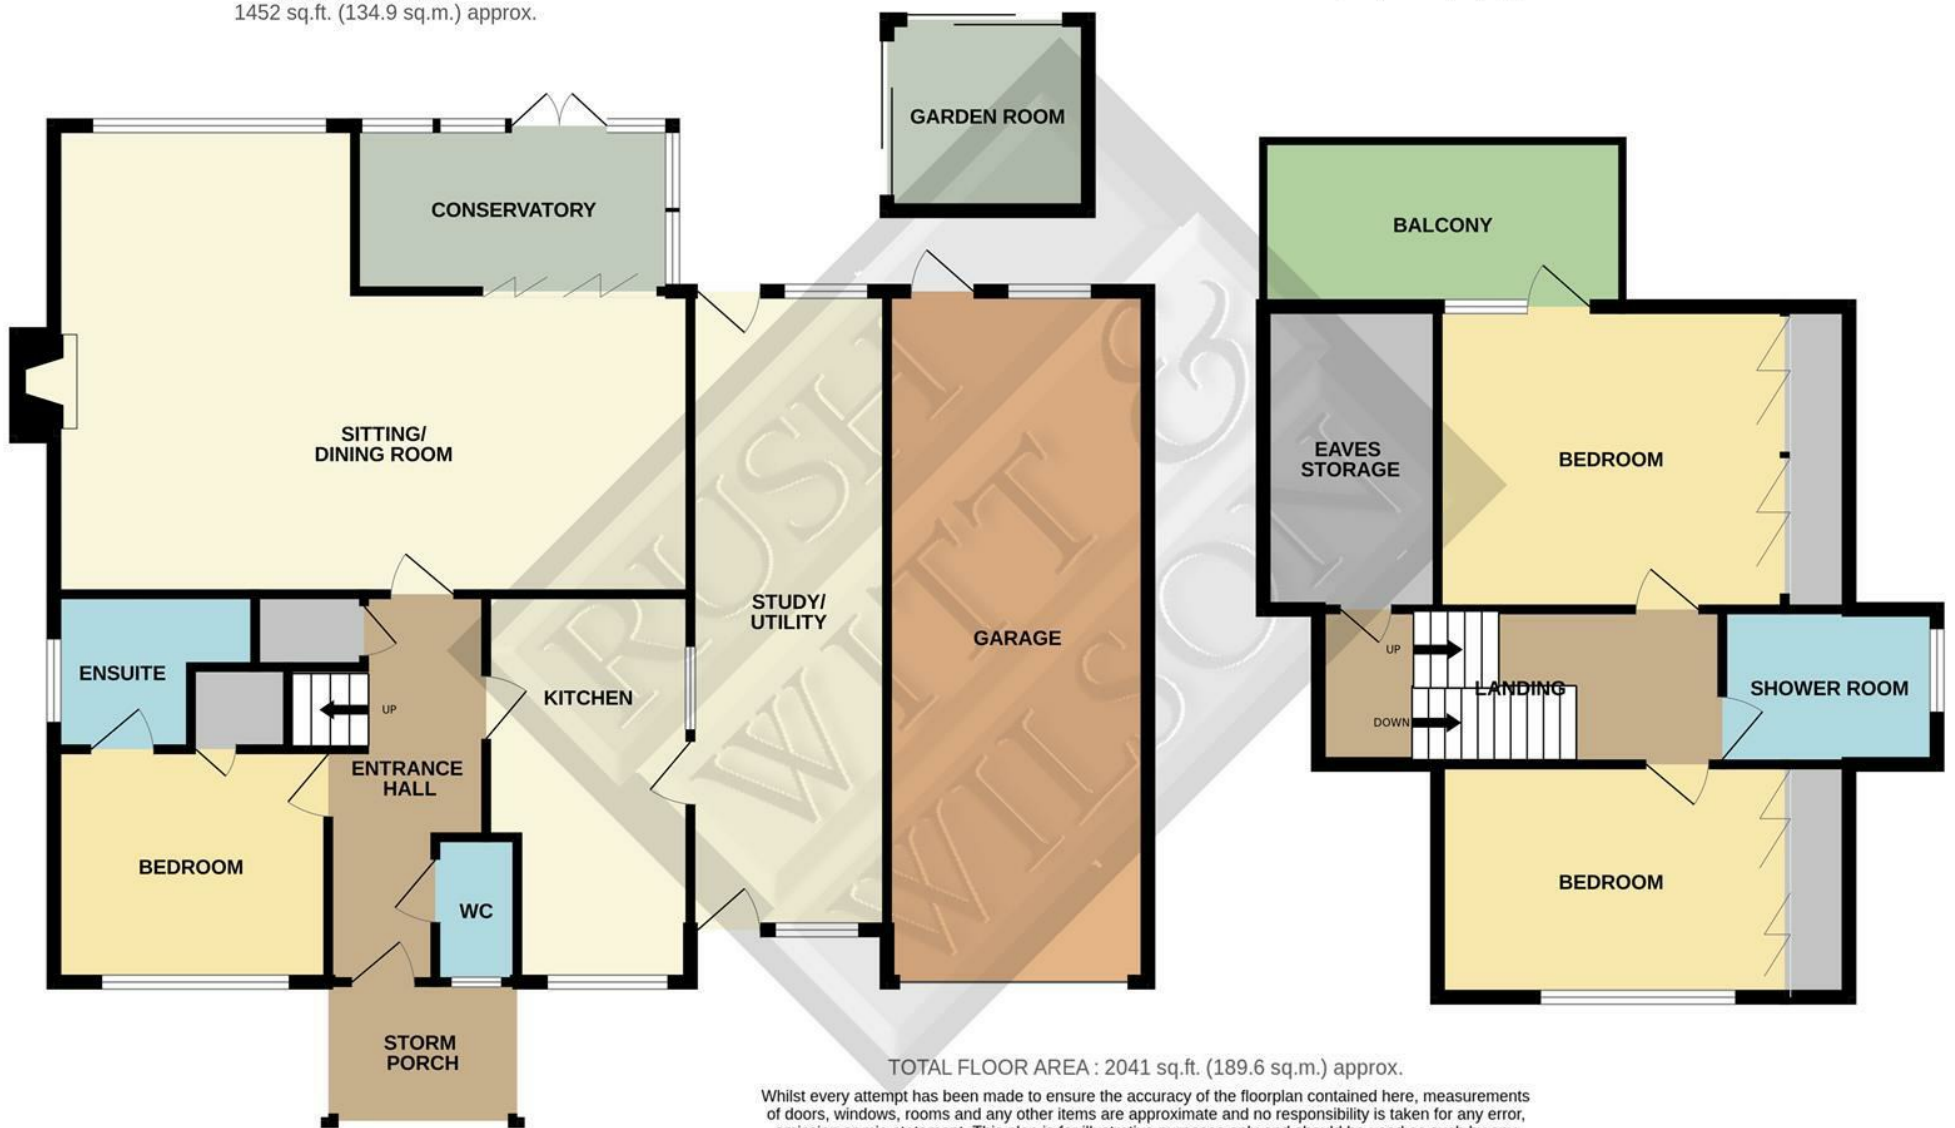 1452 sq.ft. (134.9 sq.m.) approx.
GARDEN ROOM
CONSERVATORY
BALCONY
SITTING/
DINING ROOM
EAVES
STORAGE
BEDROOM
STUDY/
UTILITY
GARAGE
ENSUITE
KITCHEN
UP
UP
LANDING
SHOWER ROOM
DOWN
ENTRANCE
HALL
BEDROOM
BEDROOM
WC
STORM
PORCH
RUSH
WITT &
WILSON
TOTAL FLOOR AREA : 2041 sq.ft. (189.6 sq.m.) approx.
Whilst every attempt has been made to ensure the accuracy of the floorplan contained here, measurements
of doors, windows, rooms and any other items are approximate and no responsibility is taken for any error,